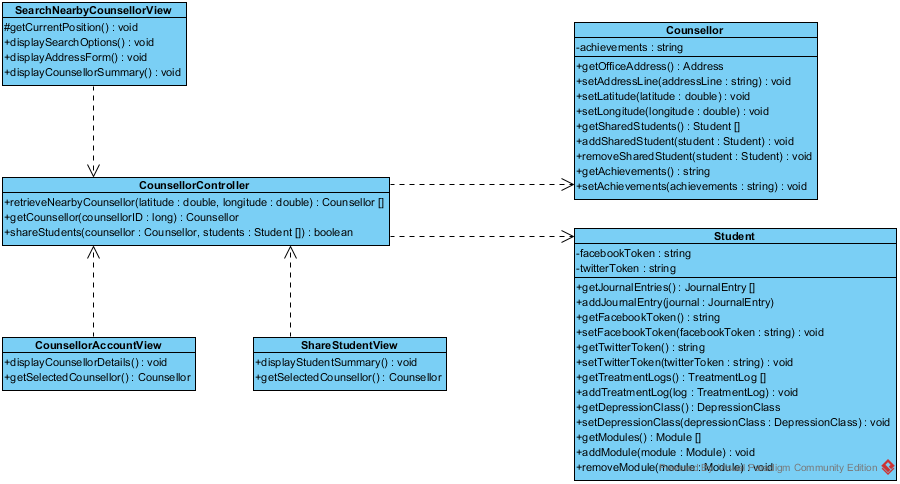 SearchNearbyCounsellorView
#getCurrentPosition() : void
+displaySearchOptions() : void
+displayAddressForm() : void
+displayCounsellorSummary() : void
Counsellor
-achievements : string
+getOfficeAddress() : Address
+setAddressLine(addressLine : string) : void
+setLatitude(latitude : double) : void
+setLongitude(longitude : double) : void
+getSharedStudents() : Student []
+addSharedStudent(student : Student) : void
+removeSharedStudent(student : Student) : void
+getAchievements() : string
+setAchievements(achievements : string) : void
CounsellorController
+retrieveNearbyCounsellor(latitude : double, longitude : double) : Counsellor []
+getCounsellor(counsellorID : long) : Counsellor
+shareStudents(counsellor : Counsellor, students : Student []) : boolean
Student
-facebookToken : string
-twitterToken : string
+getJournalEntries() : JournalEntry []
+addJournalEntry(journal : JournalEntry)
+getFacebookToken() : string
+setFacebookToken(facebookToken : string) : void
+getTwitterToken() : string
+setTwitterToken(twitterToken : string) : void
+getTreatmentLogs() : TreatmentLog []
+addTreatmentLog(log : TreatmentLog) : void
+getDepressionClass() : DepressionClass
+setDepressionClass(depressionClass : DepressionClass) : void
+getModules() : Module []
+addModule(module : Module) : void
+removeModule(module : Module) : void
Paradigm Community Edition
CounsellorAccountView
+displayCounsellorDetails() : void
+getSelectedCounsellor() : Counsellor
ShareStudentView
+displayStudentSummary() : void
+getSelectedCounsellor() : Counsellor